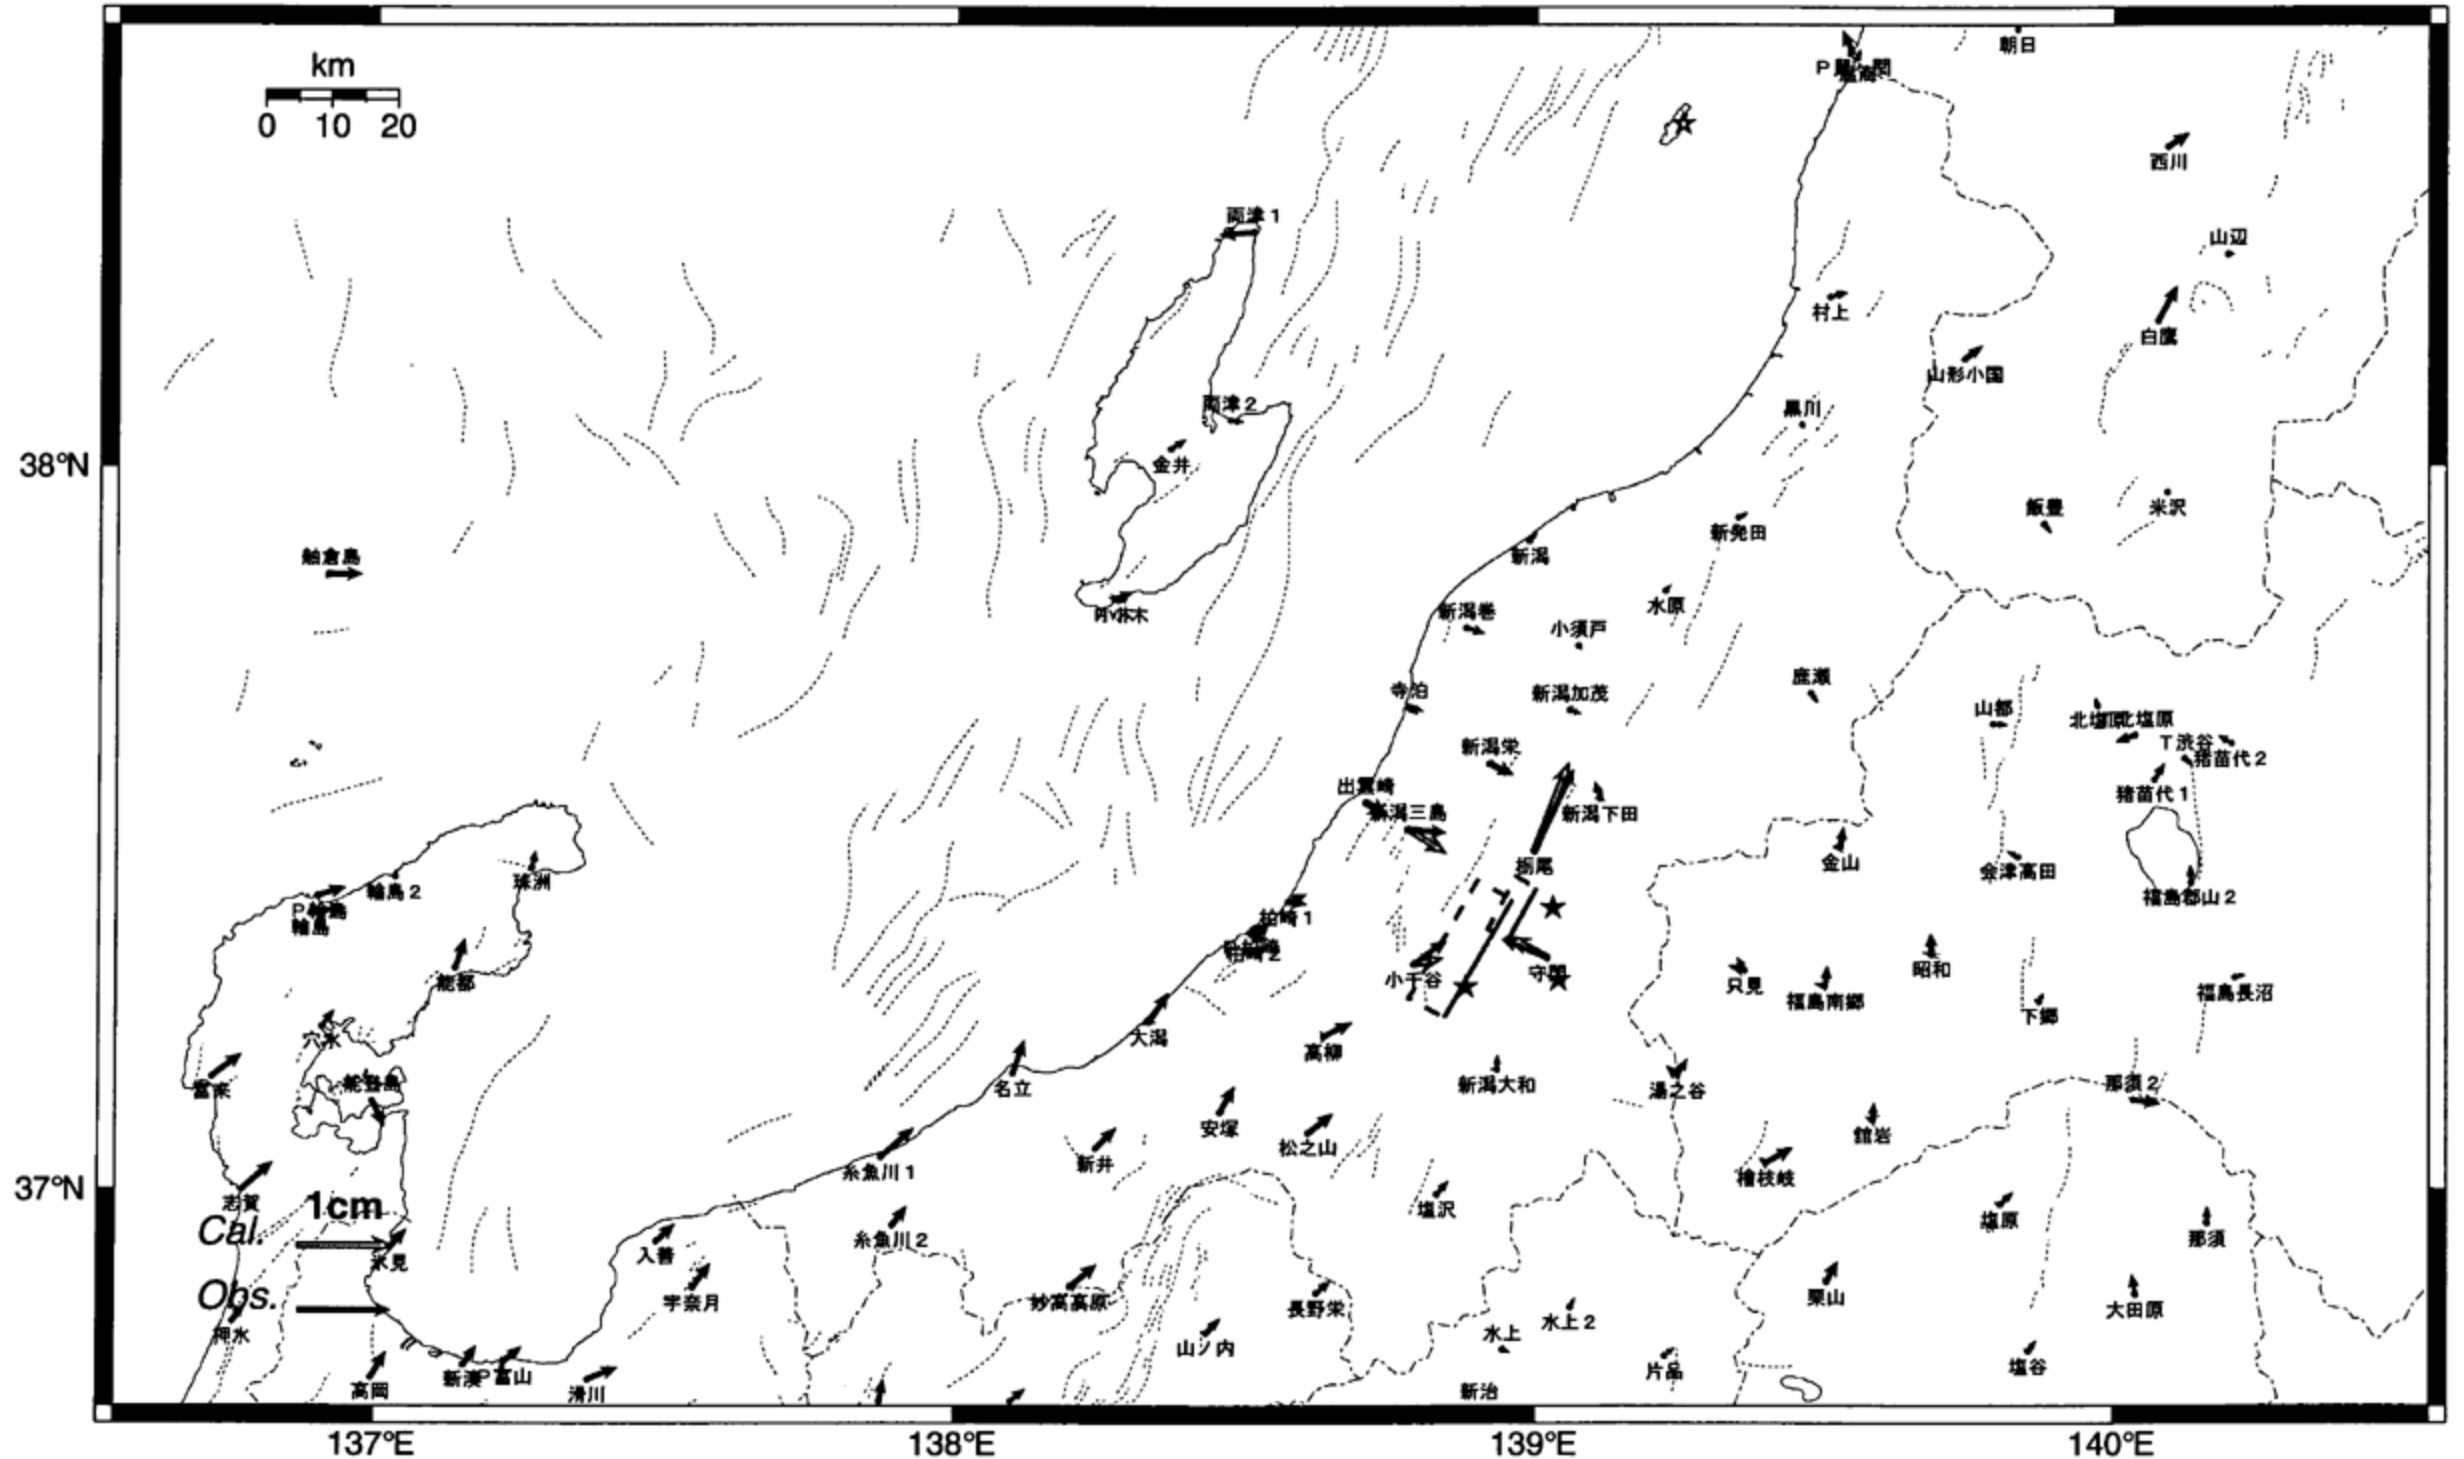 km
0 10 20
朝日
西川
両津1
山辺
村上
白鷹
山形小国
両津2
黒川
38°N
金井
飯豊
米沢
新発田
新潟
舳倉島
水原
新潟巻
小須戸
鹿瀬
寺泊
新潟加茂
山都
北塩原
新潟栄
T渋谷
猪苗代2
出雲崎
猪苗代1
新潟三島
新潟下田
栃尾
金山
会津高田
珠洲
輪島2
福島郡山2
輪島
柏崎1
昭和
能都
小千谷
守門
只見
福島南郷
福島長沼
下郷
穴水
大潟
高柳
富来
能登島
名立
新潟大和
湯之谷
那須2
安塚
舘岩
松之山
新井
糸魚川1
檜枝岐
37°N
志賀
1cm
塩沢
塩原
Cal.
糸魚川2
那須
入善
氷見
Obs.
宇奈月
妙高高原
長野栄
栗山
大田原
押水
水上
水上2
山ノ内
片品
塩谷
高岡
新湊
P富山
滑川
新治
137°E 138°E 139°E 140°E